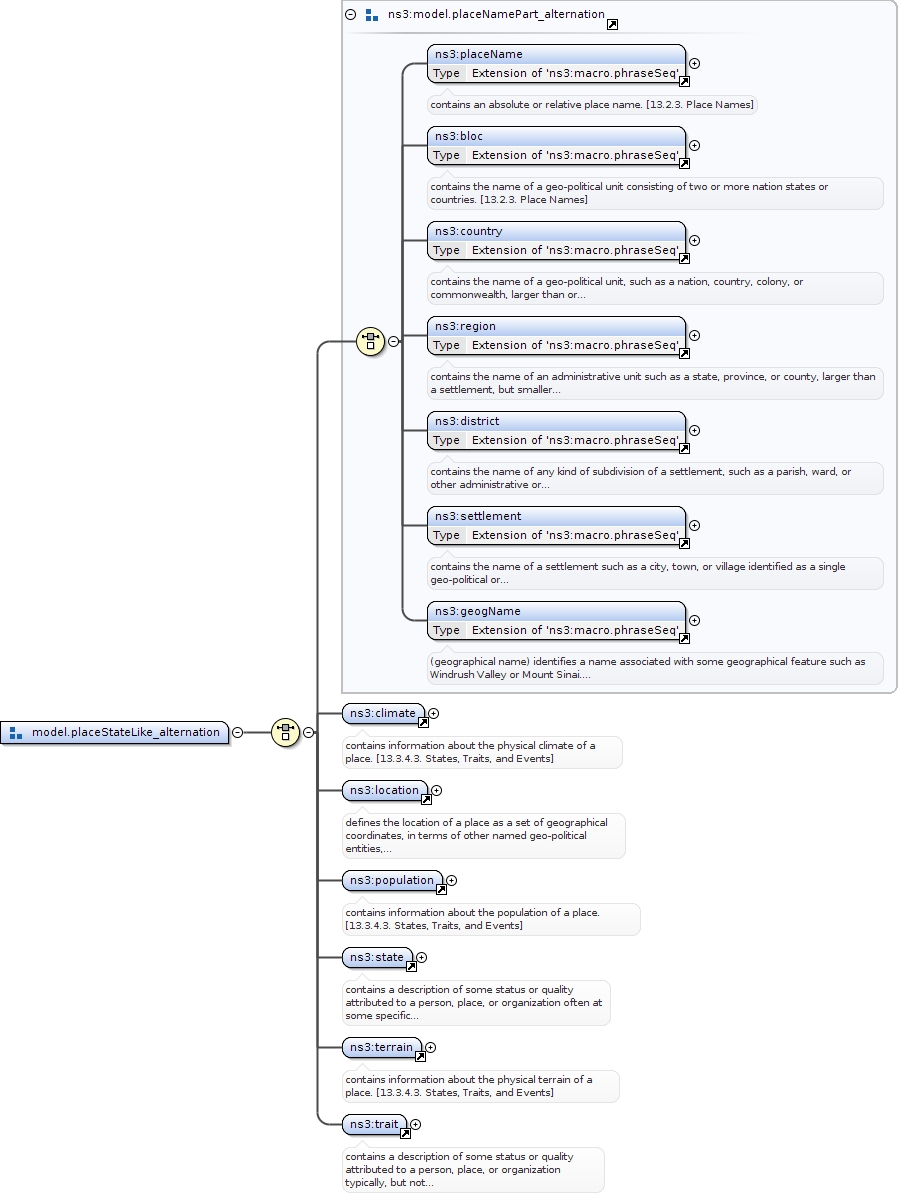 ns3:model.placeNamePart_alternation
ns3:placeName
Type Extension of 'ns3:macro.phraseSeq'
contains an absolute or relative place name. [13.2.3. Place Names]
ns3:bloc
Type Extension of 'ns3:macro.phraseSeq'
contains the name of a geo-political unit consisting of two or more nation states or
countries. [13.2.3. Place Names]
ns3:country
Type Extension of 'ns3:macro.phraseSeq'
contains the name of a geo-political unit, such as a nation, country, colony, or
commonwealth, larger than or...
ns3:region
Type Extension of 'ns3:macro.phraseSeq'
contains the name of an administrative unit such as a state, province, or county, larger than
a settlement, but smaller...
ns3:district
Type Extension of 'ns3:macro.phraseSeq'
contains the name of any kind of subdivision of a settlement, such as a parish, ward, or
other administrative or...
ns3:settlement
Type Extension of 'ns3:macro.phraseSeq'
contains the name of a settlement such as a city, town, or village identified as a single
geo-political or...
ns3:geogName
Type Extension of 'ns3:macro.phraseSeq'
(geographical name) identifies a name associated with some geographical feature such as
Windrush Valley or Mount Sinai....
model.placeStateLike_alternation
ns3:climate
contains information about the physical climate of a
place. [13.3.4.3. States, Traits, and Events]
ns3:location
defines the location of a place as a set of geographical
coordinates, in terms of other named geo-political
entities,...
ns3:population
contains information about the population of a place.
[13.3.4.3. States, Traits, and Events]
ns3:state
contains a description of some status or quality
attributed to a person, place, or organization often at
some specific...
ns3:terrain
contains information about the physical terrain of a
place. [13.3.4.3. States, Traits, and Events]
ns3:trait
contains a description of some status or quality
attributed to a person, place, or organization
typically, but not...